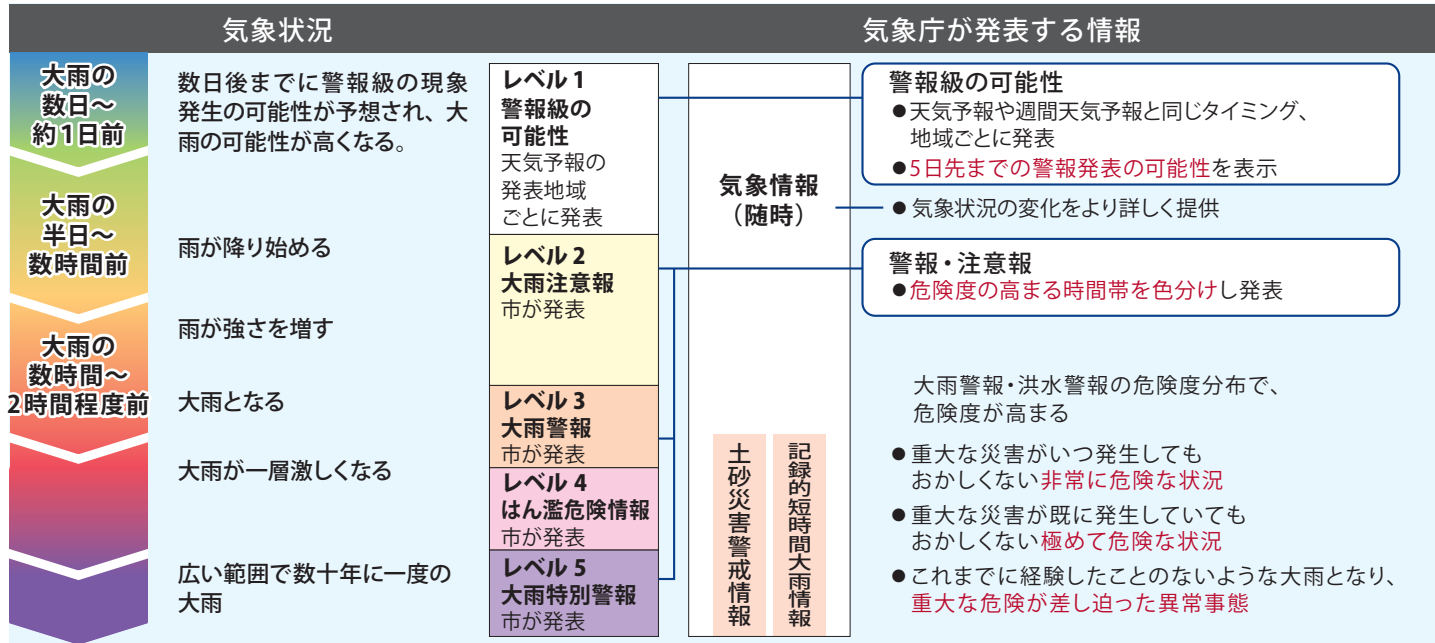 気象状況
気象庁が発表する情報
大雨の
数日～
約1日前
大雨の
半日～
数時間前
大雨の
数時間～
2時間程度前
数日後までに警報級の現象
発生の可能性が予想され、大
雨の可能性が高くなる。
雨が降り始める
雨が強さを増す
大雨となる
大雨が一層激しくなる
広い範囲で数十年に一度の
大雨
レベル 1
警報級の
可能性
天気予報の
発表地域
ごとに発表
レベル 2
大雨注意報
市が発表
レベル 3
大雨警報
市が発表
レベル 4
はん濫危険情報
市が発表
レベル 5
大雨特別警報
市が発表
気象情報
（随時）
土砂災害警戒情報
記録的短時間大雨情報
警報級の可能性
●天気予報や週間天気予報と同じタイミング、
地域ごとに発表
●5日先までの警報発表の可能性を表示
●気象状況の変化をより詳しく提供
警報・注意報
●危険度の高まる時間帯を色分けし発表
大雨警報・洪水警報の危険度分布で、
危険度が高まる
●重大な災害がいつ発生しても
おかしくない非常に危険な状況
●重大な災害が既に発生していても
おかしくない極めて危険な状況
●これまでに経験したことのないような大雨となり、
重大な危険が差し迫った異常事態